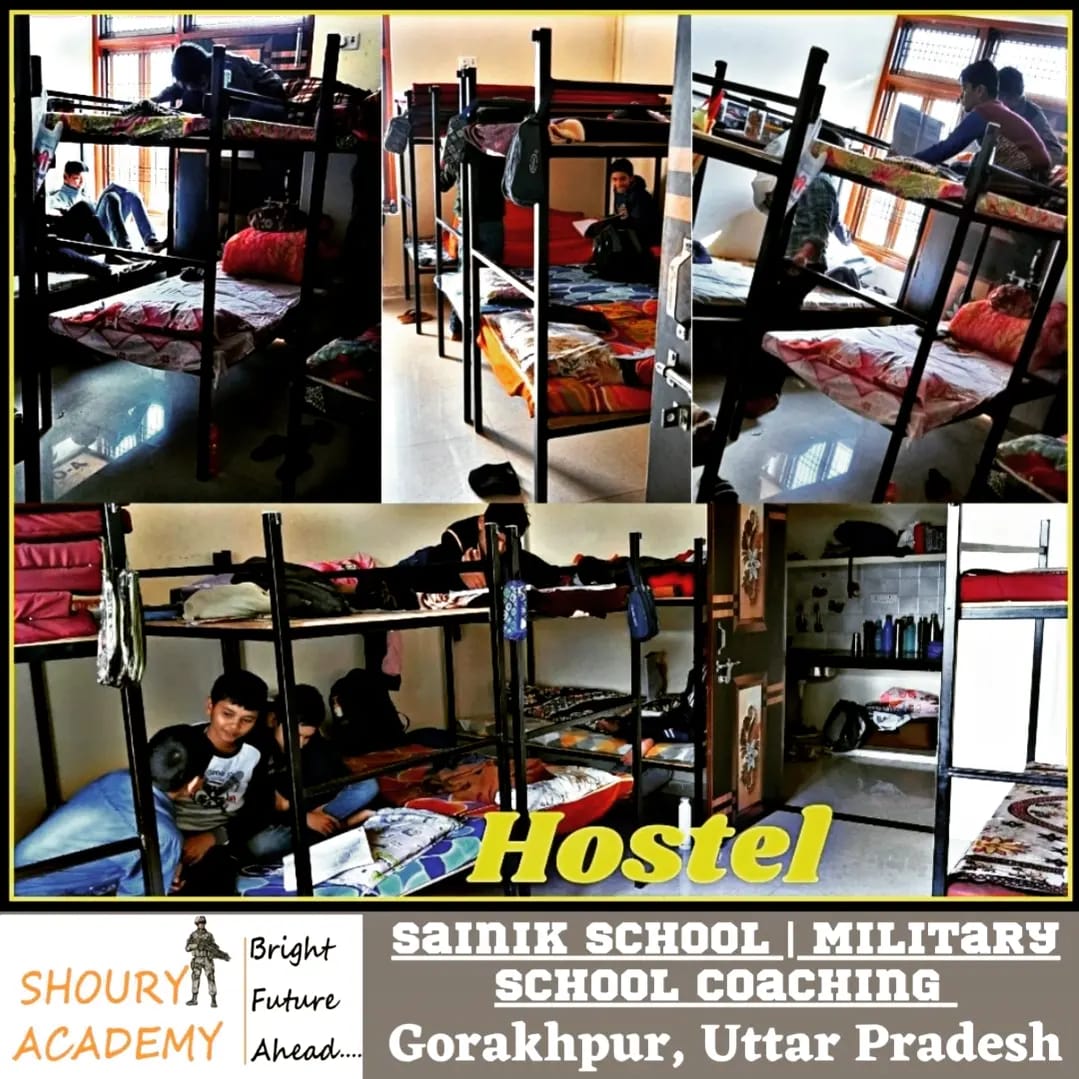 Hostel
SHOURY
ACADEMY
Bright
Future
Ahead....
SAINIK SCHOOL | MILITARY
SCHOOL COACHING
Gorakhpur, Uttar Pradesh